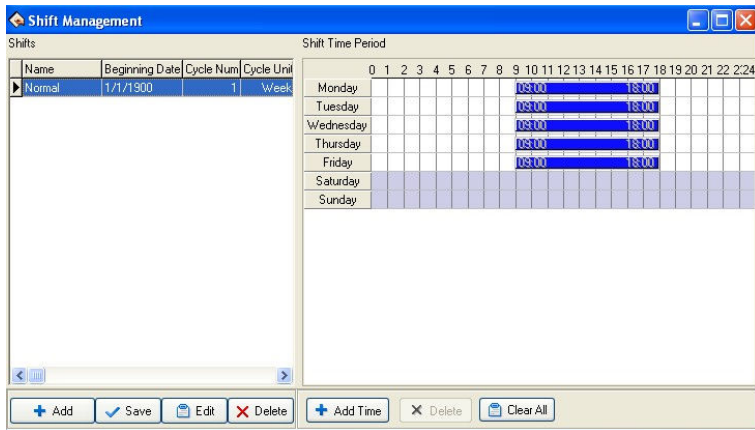 Shift Management
Shifts
Name Beginning Date Cycle Num Cycle Unit
Normal 1/1/1900 1 Week
Add Save Edit Delete
Shift Time Period
0 1 2 3 4 5 6 7 8 9 10 11 12 13 14 15 16 17 18 19 20 21 22 2:24
Monday 09:00 18:00
Tuesday 09:00 18:00
Wednesday 09:00 18:00
Thursday 09:00 18:00
Friday 09:00 18:00
Saturday
Sunday
Add Time Delete Clear All